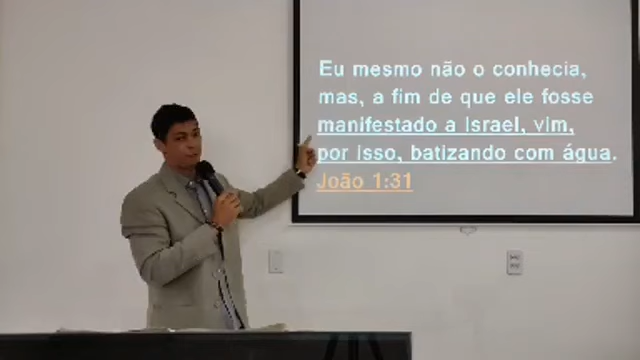 Eu mesmo não o conhecia,
mas, a fim de que ele fosse
manifestado a Israel, vim,
por isso, batizando com água.
João 1:31